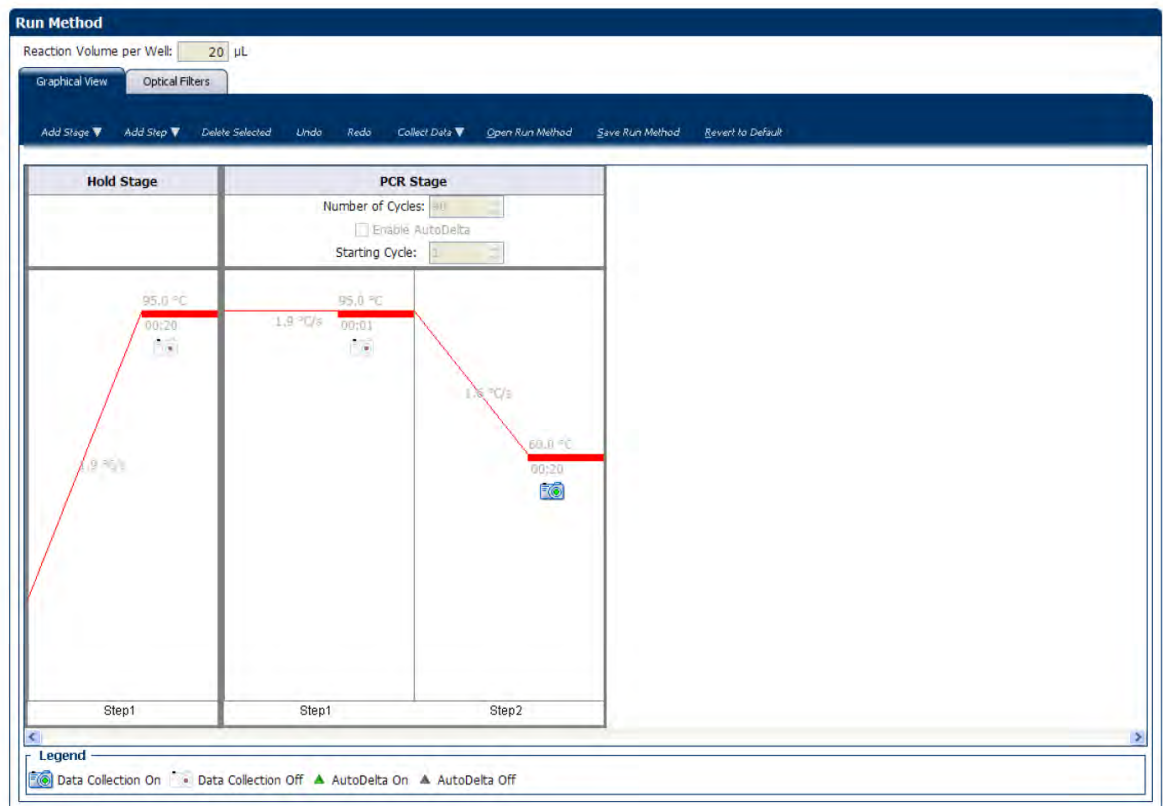 Run Method
Reaction Volume per Well: 20 µL
Graphical View Optical Filters
Add Stage ▼ Add Step ▼ Delete Selected Undo Redo Collect Data ▼ Open Run Method Save Run Method Revert to Default
Hold Stage PCR Stage
Number of Cycles: 40
Enable AutoDelta
Starting Cycle: 1
95.0 °C 95.0 °C
00:20 1.9 °C/s 00:01
1.6 °C/s
60.0 °C
1.9 °C/s 00:20
Step1 Step1 Step2
Legend
Data Collection On Data Collection Off ▲ AutoDelta On ▲ AutoDelta Off